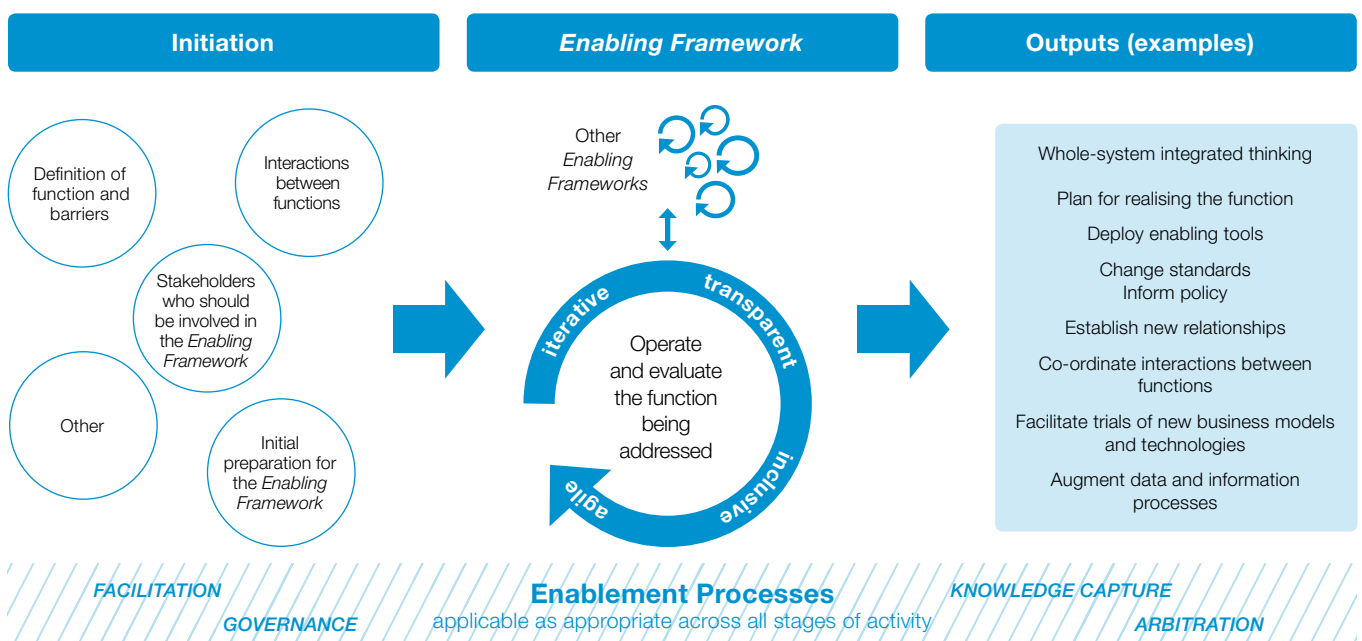 Initiation
Enabling Framework
Outputs (examples)
Definition of
function and
barriers
Interactions
between
functions
Stakeholders
who should
be involved in
the Enabling
Framework
Other
Initial
preparation for
the Enabling
Framework
Other
Enabling
Frameworks
iterative
transparent
inclusive
agile
Operate
and evaluate
the function
being
addressed
Whole-system integrated thinking
Plan for realising the function
Deploy enabling tools
Change standards
Inform policy
Establish new relationships
Co-ordinate interactions between
functions
Facilitate trials of new business models
and technologies
Augment data and information
processes
FACILITATION
GOVERNANCE
Enablement Processes
applicable as appropriate across all stages of activity
KNOWLEDGE CAPTURE
ARBITRATION